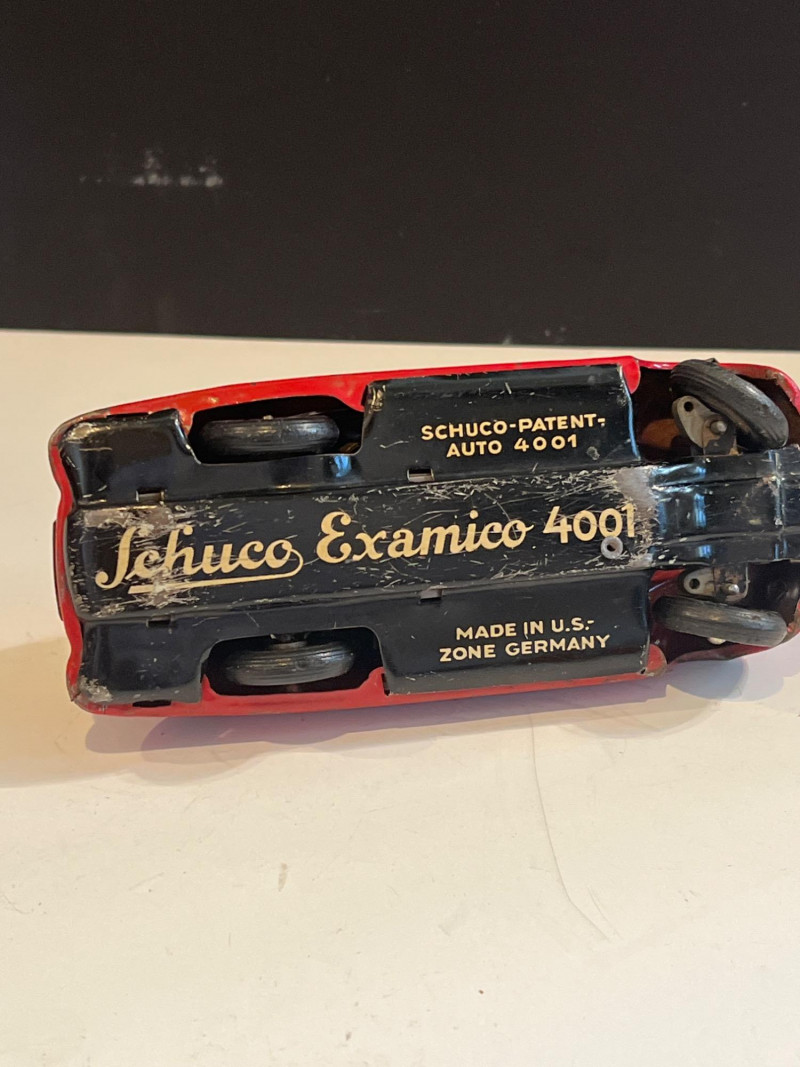 SCHUCO-PATENT-
AUTO 4001
Schuco Examico 4001
MADE IN U.S.-
ZONE GERMANY